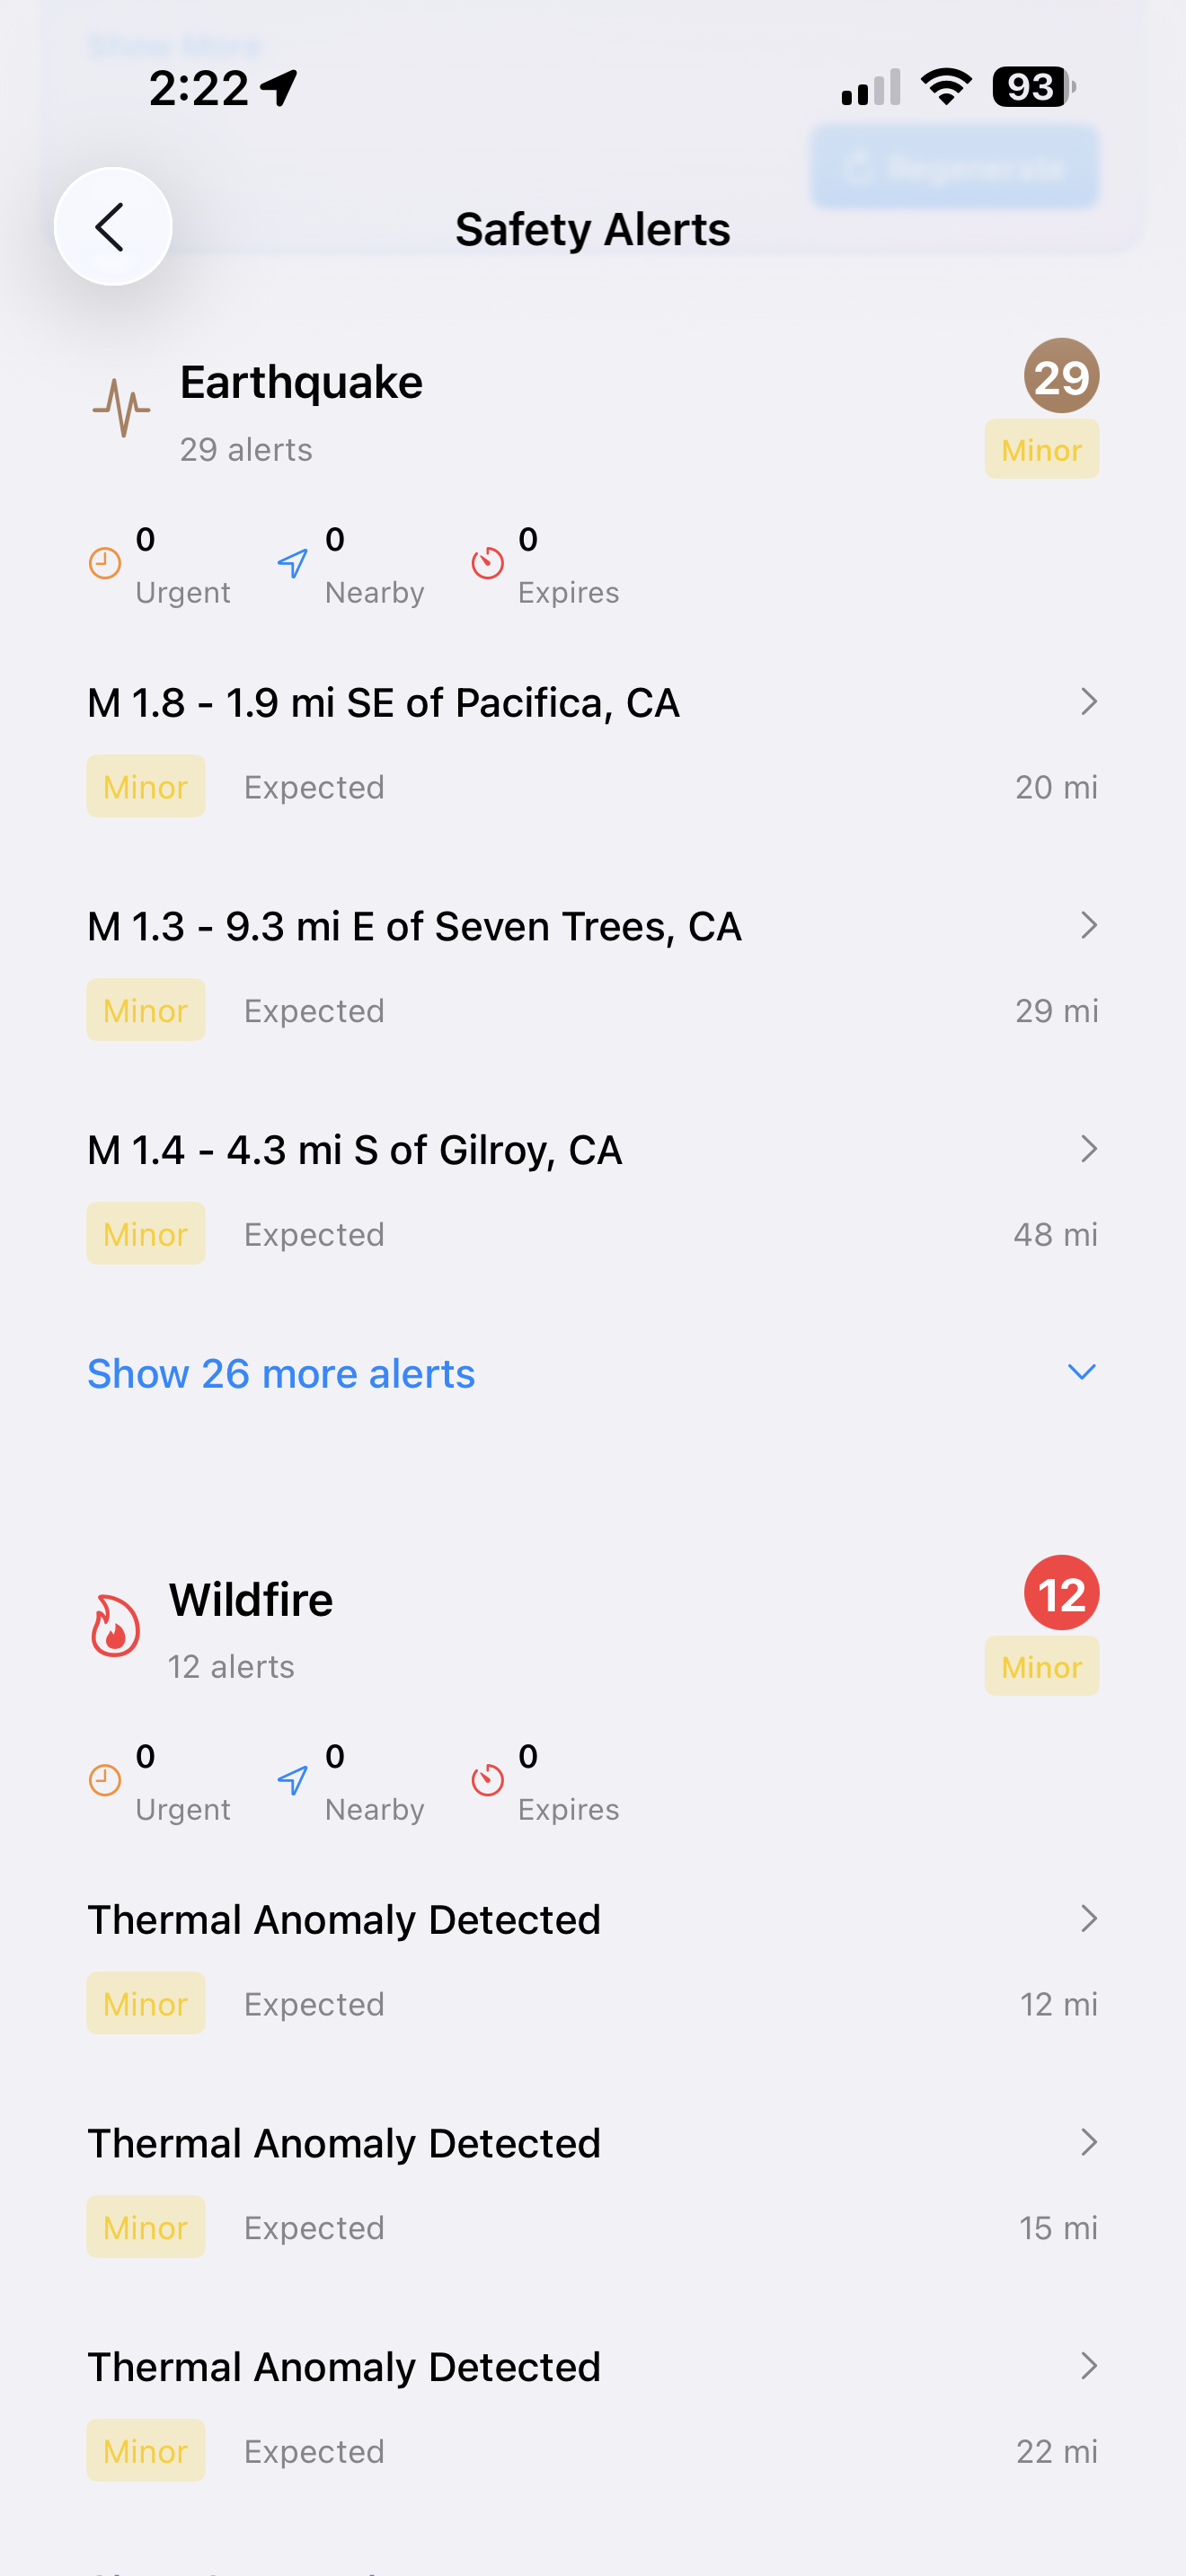 Show More
2:22
93
Regenerate
Safety Alerts
Earthquake
29
29 alerts
Minor
0
0
0
Urgent
Nearby
Expires
M 1.8 - 1.9 mi SE of Pacifica, CA
Minor Expected 20 mi
M 1.3 - 9.3 mi E of Seven Trees, CA
Minor Expected 29 mi
M 1.4 - 4.3 mi S of Gilroy, CA
Minor Expected 48 mi
Show 26 more alerts
Wildfire
12
12 alerts
Minor
0
0
0
Urgent
Nearby
Expires
Thermal Anomaly Detected
Minor Expected 12 mi
Thermal Anomaly Detected
Minor Expected 15 mi
Thermal Anomaly Detected
Minor Expected 22 mi